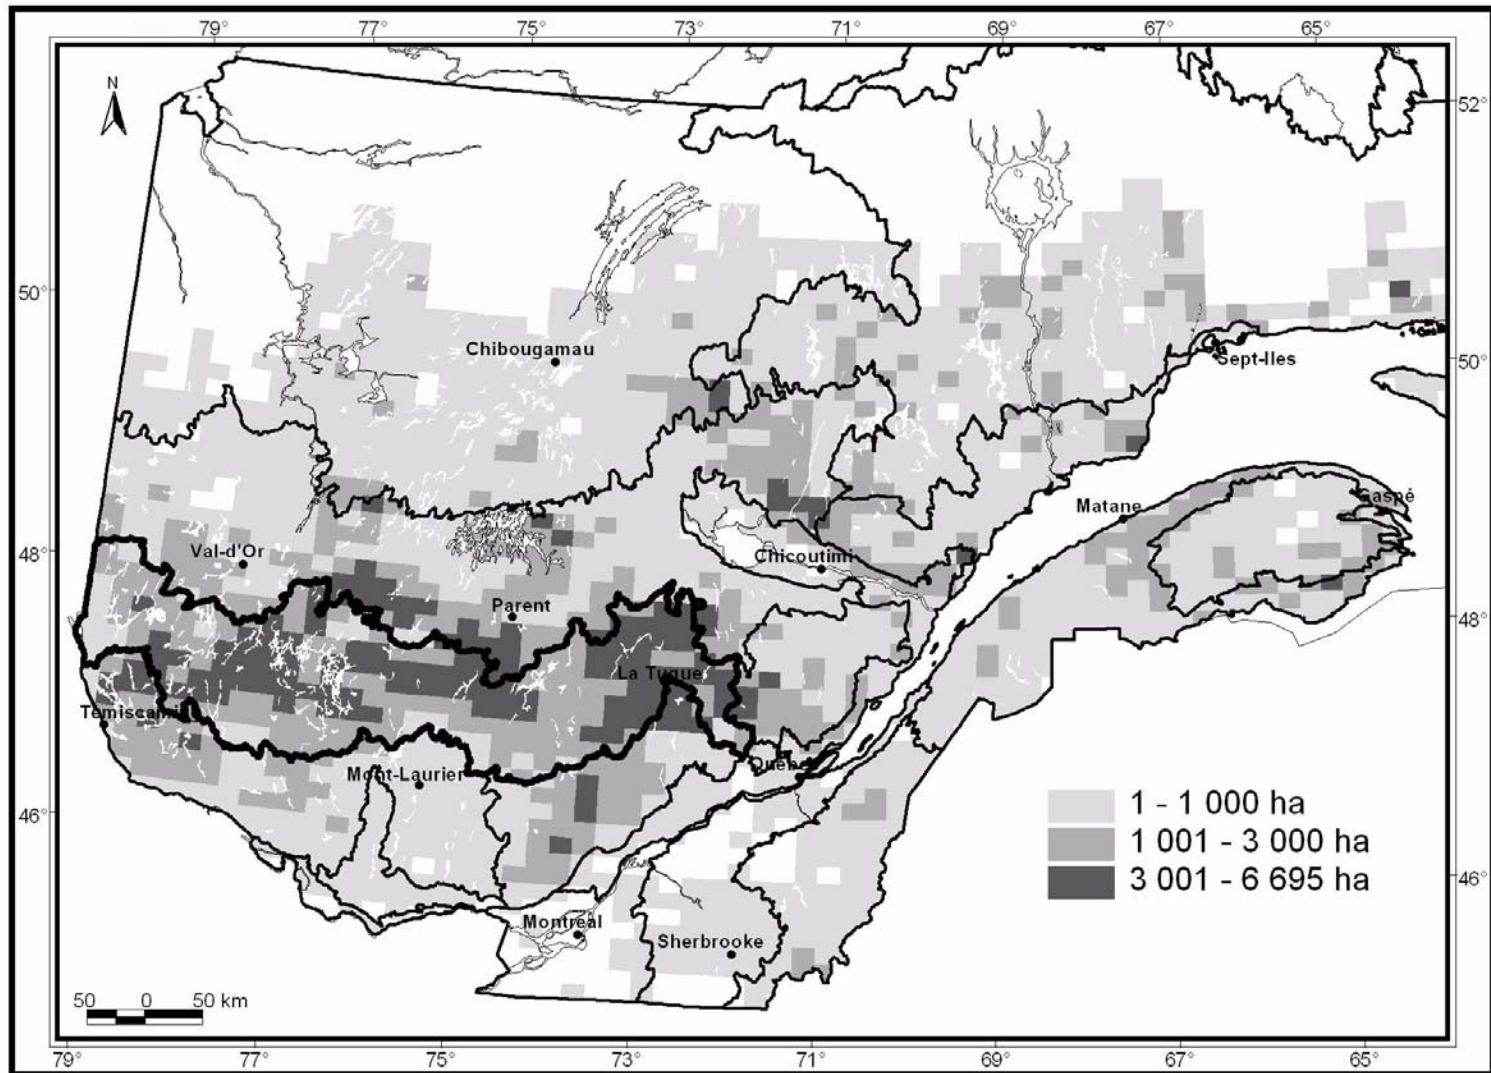 79° 77° 75° 73° 71° 69° 67° 65°
N
52°
50°
50°
Chibougamau
Sept-Iles
Matane
Gaspé
48°
Val-d'Or
Chicoutimi
Parent
48°
La Tuque
Mont-Laurier
46°
1 - 1 000 ha
1 001 - 3 000 ha
3 001 - 6 695 ha
46°
Montréal
Sherbrooke
50 0 50 km
79° 77° 75° 73° 71° 69° 67° 65°